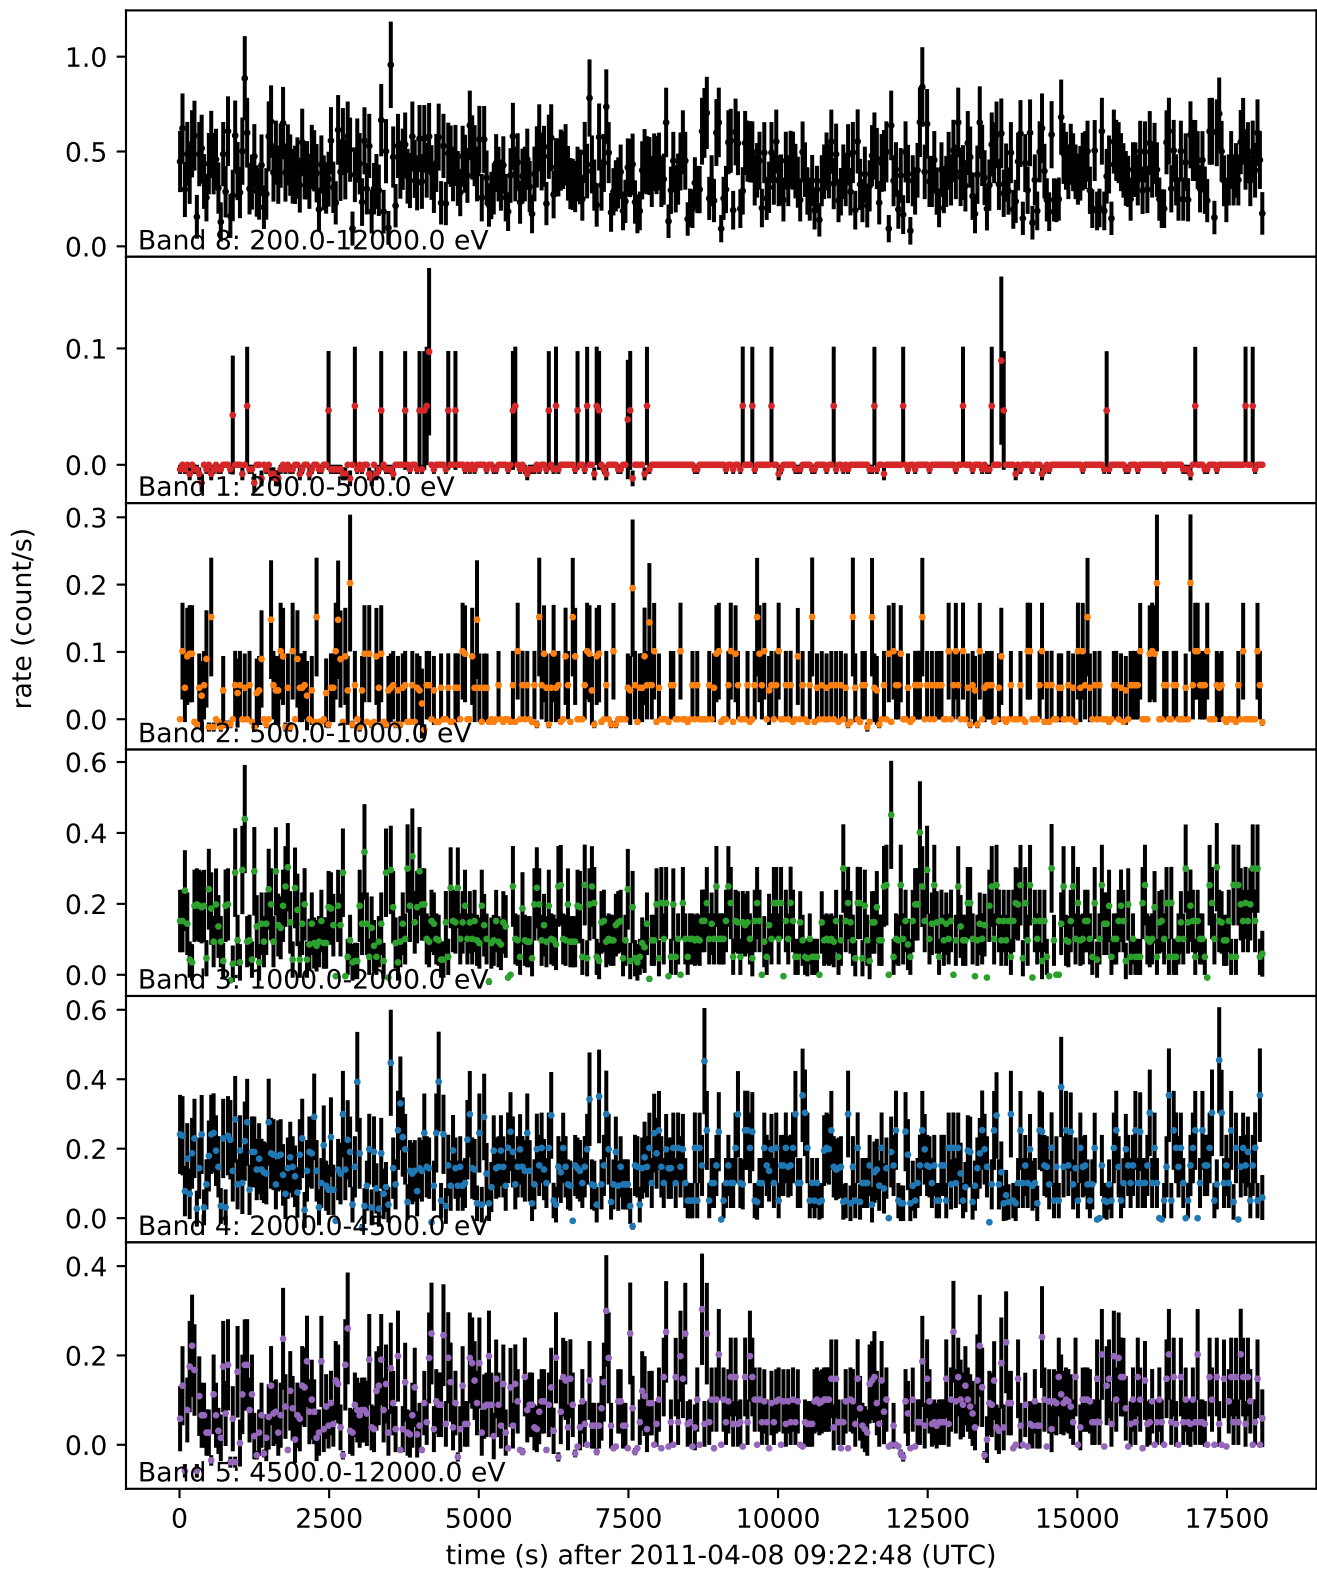 1.0
0.5
0.0
Band 8: 200.0-12000.0 eV
0.1
0.0
Band 1: 200.0-500.0 eV
0.3
0.2
0.1
0.0
Band 2: 500.0-1000.0 eV
rate (count/s)
0.6
0.4
0.2
0.0
Band 3: 1000.0-2000.0 eV
0.6
0.4
0.2
0.0
Band 4: 2000.0-4500.0 eV
0.4
0.2
0.0
Band 5: 4500.0-12000.0 eV
0 2500 5000 7500 10000 12500 15000 17500
time (s) after 2011-04-08 09:22:48 (UTC)